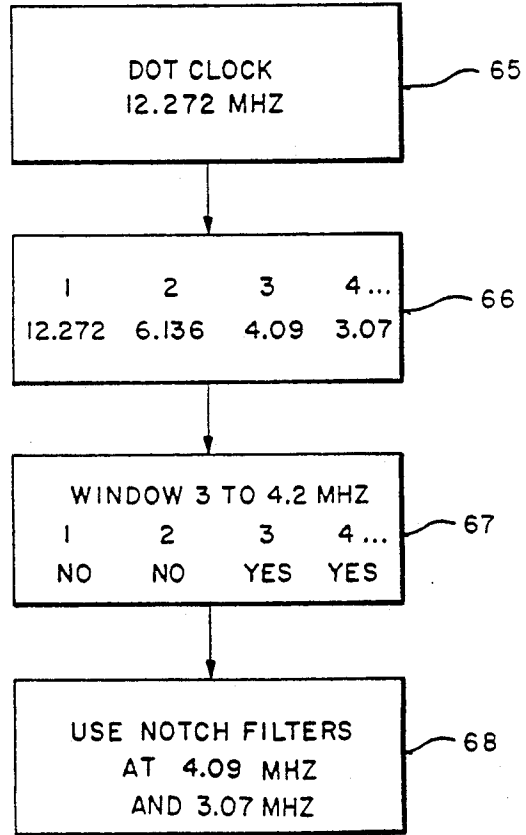 DOT CLOCK
12.272 MHZ
65
1 2 3 4...
12.272 6.136 4.09 3.07
66
WINDOW 3 TO 4.2 MHZ
1 2 3 4...
NO NO YES YES
67
USE NOTCH FILTERS
AT 4.09 MHZ
AND 3.07 MHZ
68